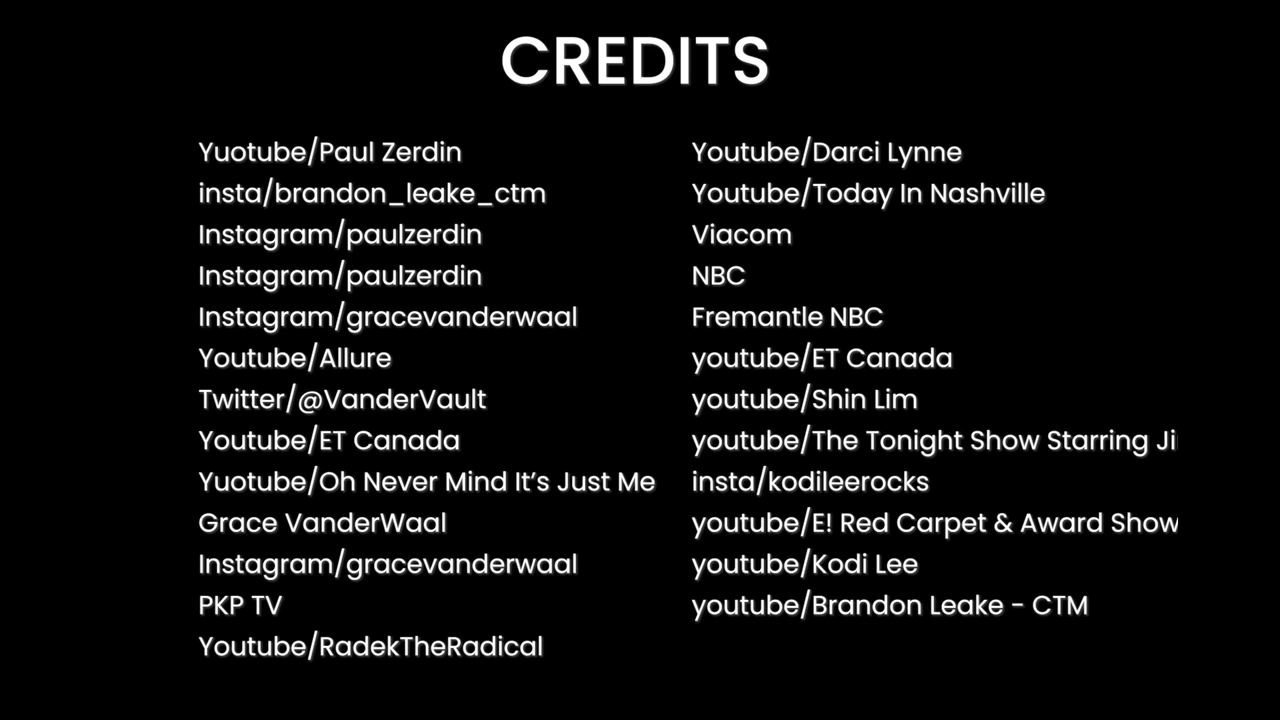 CREDITS
Yuotube/Paul Zerdin
insta/brandon_leake_ctm
Instagram/paulzerdin
Instagram/paulzerdin
Instagram/gracevanderwaal
Youtube/Allure
Twitter/@VanderVault
Youtube/ET Canada
Yuotube/Oh Never Mind It’s Just Me
Grace VanderWaal
Instagram/gracevanderwaal
PKP TV
Youtube/RadekTheRadical
Youtube/Darci Lynne
Youtube/Today In Nashville
Viacom
NBC
Fremantle NBC
youtube/ET Canada
youtube/Shin Lim
youtube/The Tonight Show Starring
insta/kodileerocks
youtube/E! Red Carpet & Award Show
youtube/Kodi Lee
youtube/Brandon Leake - CTM